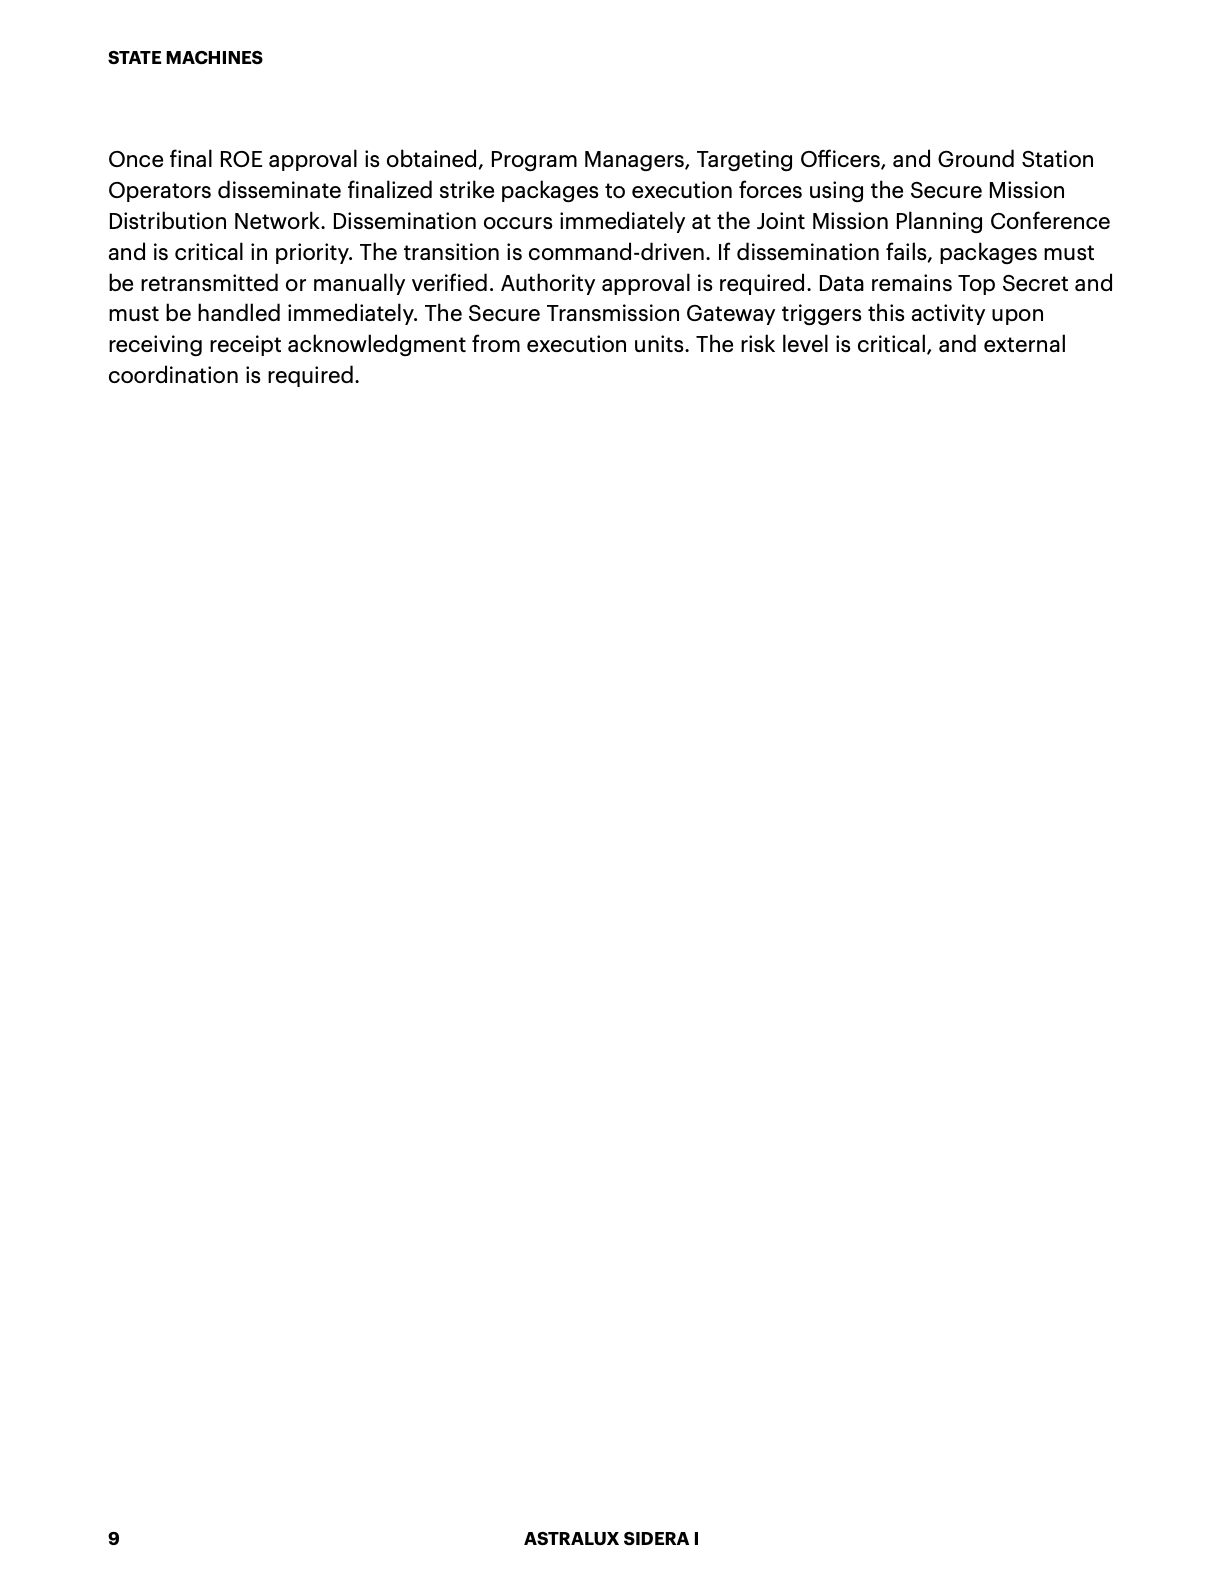 STATE MACHINES
Once final ROE approval is obtained, Program Managers, Targeting Officers, and Ground Station
Operators disseminate finalized strike packages to execution forces using the Secure Mission
Distribution Network. Dissemination occurs immediately at the Joint Mission Planning Conference
and is critical in priority. The transition is command-driven. If dissemination fails, packages must
be retransmitted or manually verified. Authority approval is required. Data remains Top Secret and
must be handled immediately. The Secure Transmission Gateway triggers this activity upon
receiving receipt acknowledgment from execution units. The risk level is critical, and external
coordination is required.
9 ASTRALUX SIDERA I